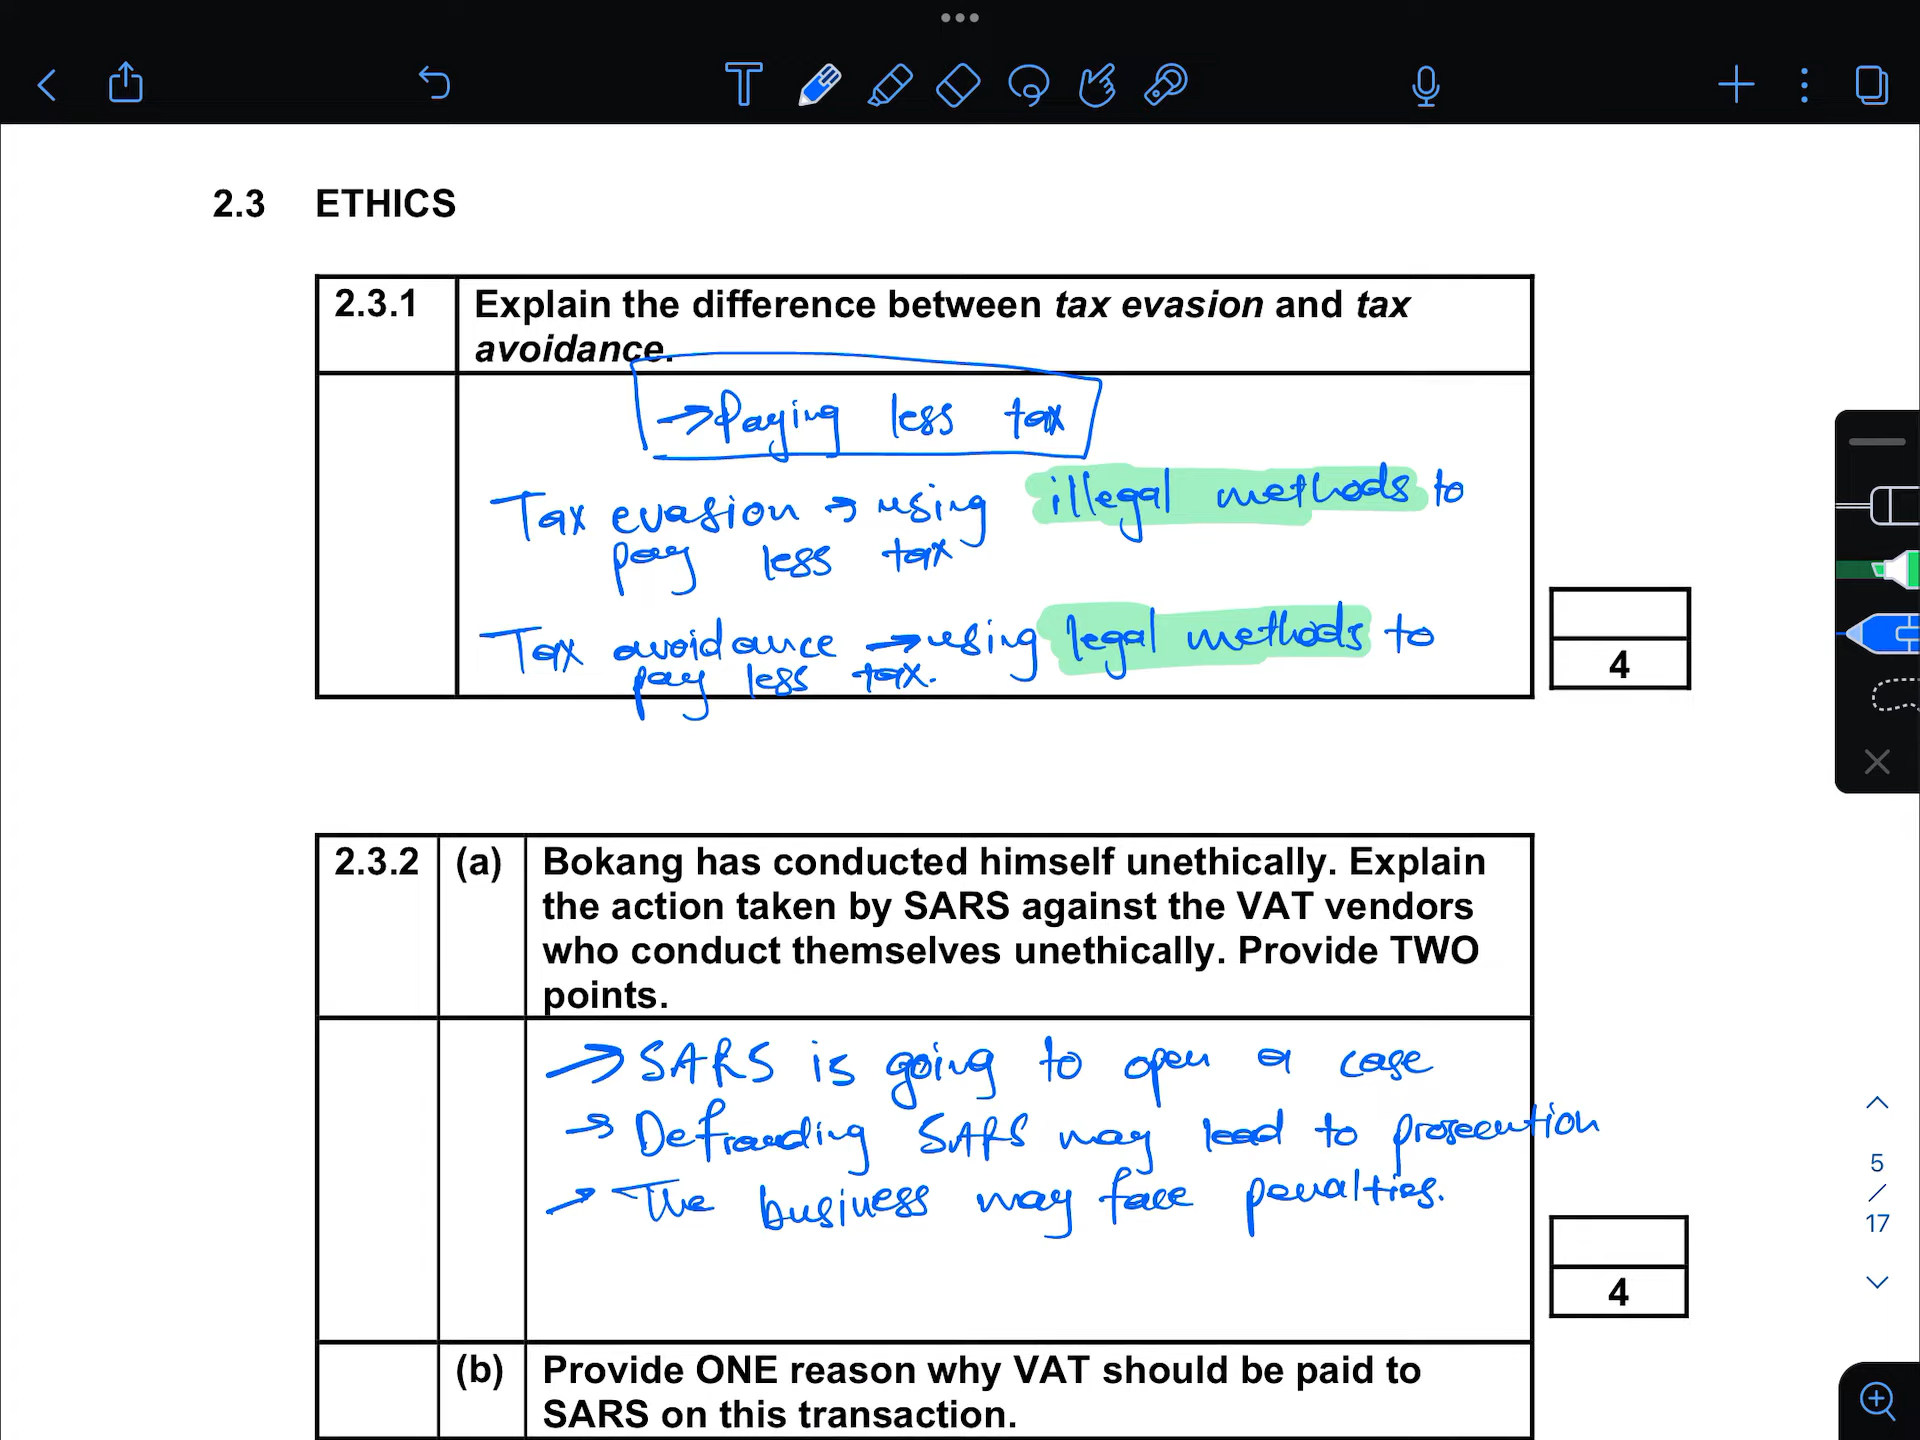 2.3 ETHICS
2.3.1 Explain the difference between tax evasion and tax
avoidance.
→ Paying less tax
Tax evasion → using illegal methods to
pay less tax
Tax avoidance → using legal methods to
pay less tax.
4
2.3.2 (a) Bokang has conducted himself unethically. Explain
the action taken by SARS against the VAT vendors
who conduct themselves unethically. Provide TWO
points.
→ SARS is going to open a case
→ Defrauding SARS may lead to prosecution
→ The business may face penalties.
4
(b) Provide ONE reason why VAT should be paid to
SARS on this transaction.
5
/
17